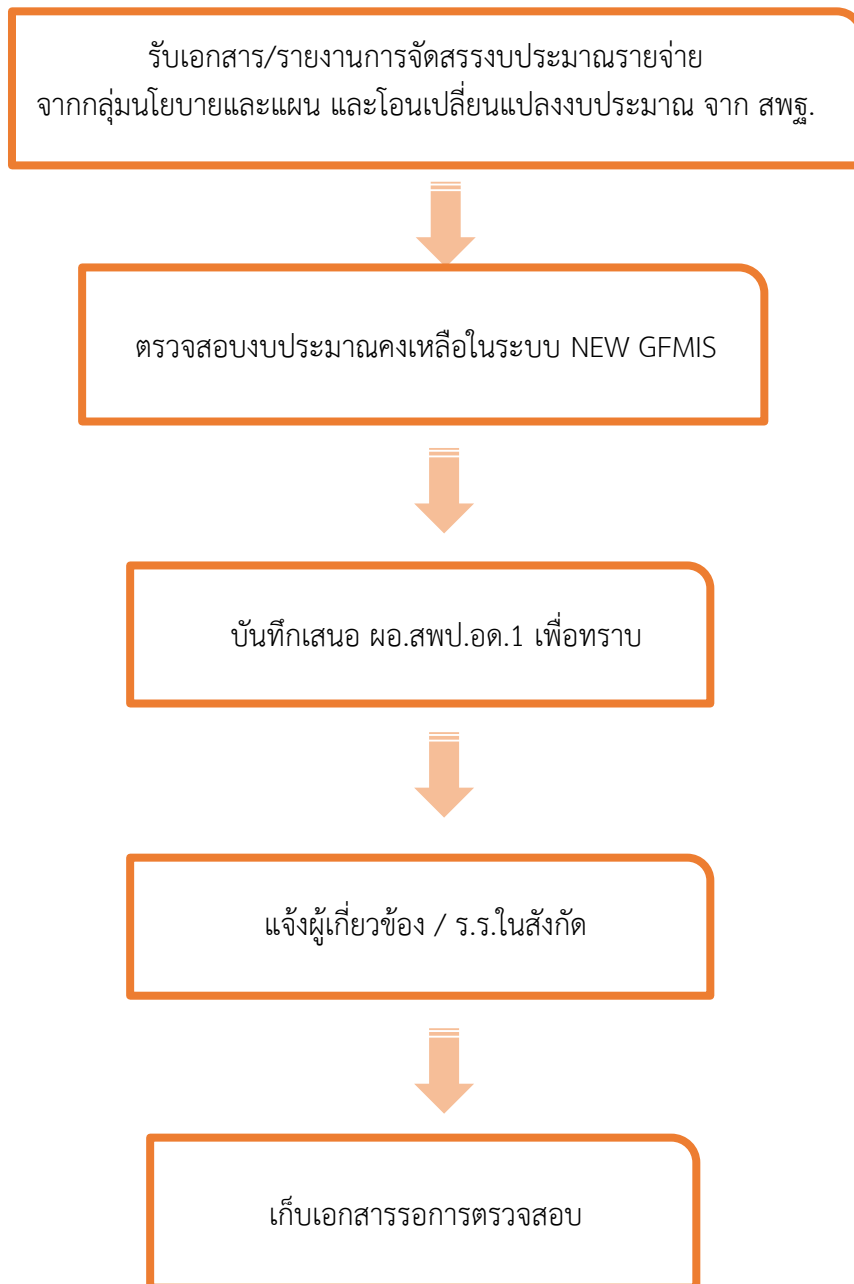 รับเอกสาร/รายงานการจัดสรรงบประมาณรายจ่าย
จากกลุ่มนโยบายและแผน และโอนเปลี่ยนแปลงงบประมาณ จาก สพฐ.
ตรวจสอบงบประมาณคงเหลือในระบบ NEW GFMIS
บันทึกเสนอ ผอ.สพป.อด.1 เพื่อทราบ
แจ้งผู้เกี่ยวข้อง / ร.ร.ในสังกัด
เก็บเอกสารรอการตรวจสอบ